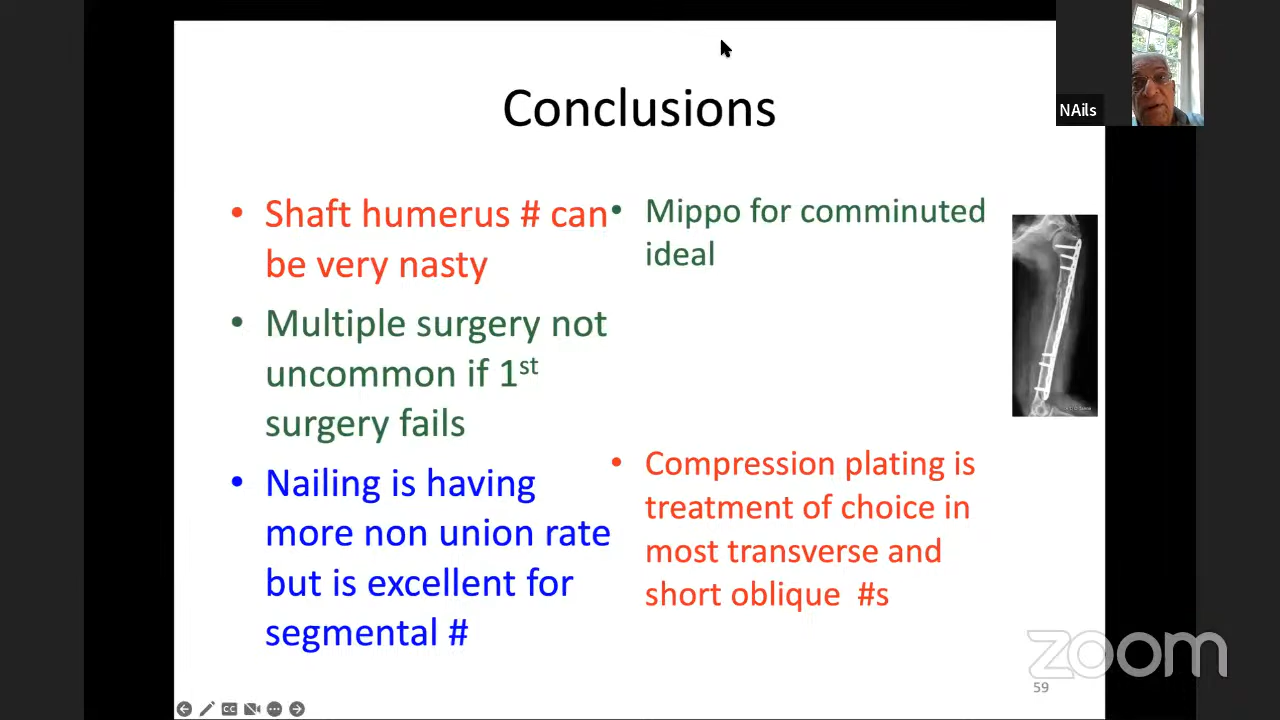 Conclusions
• Shaft humerus # can
be very nasty
• Multiple surgery not
uncommon if 1st
surgery fails
• Nailing is having
more non union rate
but is excellent for
segmental #
• Mippo for comminuted
ideal
• Compression plating is
treatment of choice in
most transverse and
short oblique #s
NAils
zoom
59
CC